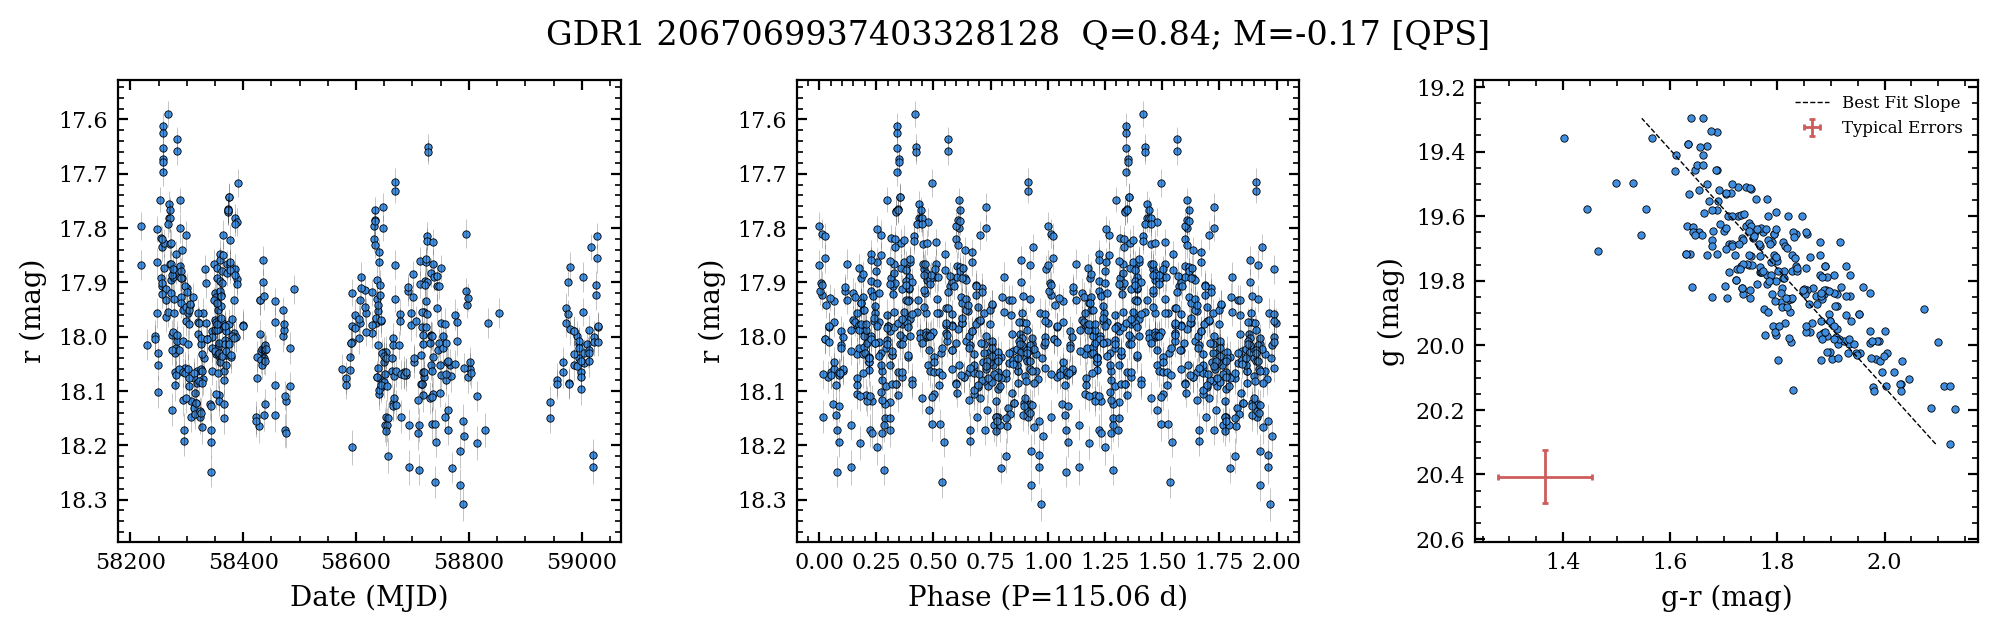 GDR1 2067069937403328128 Q=0.84; M=-0.17 [QPS]
r (mag)
17.6
17.7
17.8
17.9
18.0
18.1
18.2
18.3
58200 58400 58600 58800 59000
Date (MJD)
r (mag)
17.6
17.7
17.8
17.9
18.0
18.1
18.2
18.3
0.00 0.25 0.50 0.75 1.00 1.25 1.50 1.75 2.00
Phase (P=115.06 d)
g (mag)
19.2
19.4
19.6
19.8
20.0
20.2
20.4
20.6
1.4 1.6 1.8 2.0
g-r (mag)
Best Fit Slope
Typical Errors